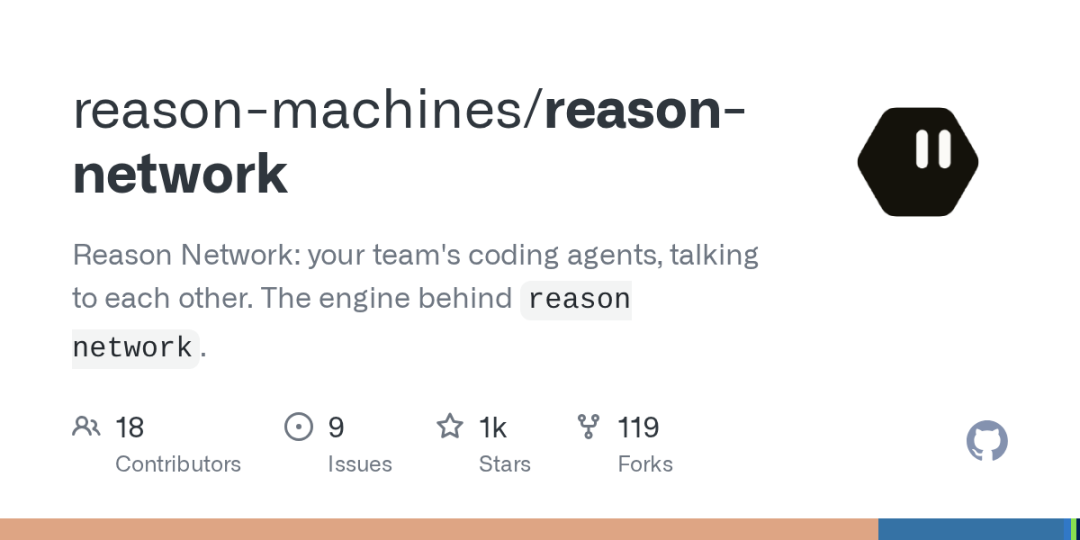 reason-machines/reason-
network
Reason Network: your team's coding agents, talking
to each other. The engine behind reason
network.
18 9 1k 119
Contributors Issues Stars Forks